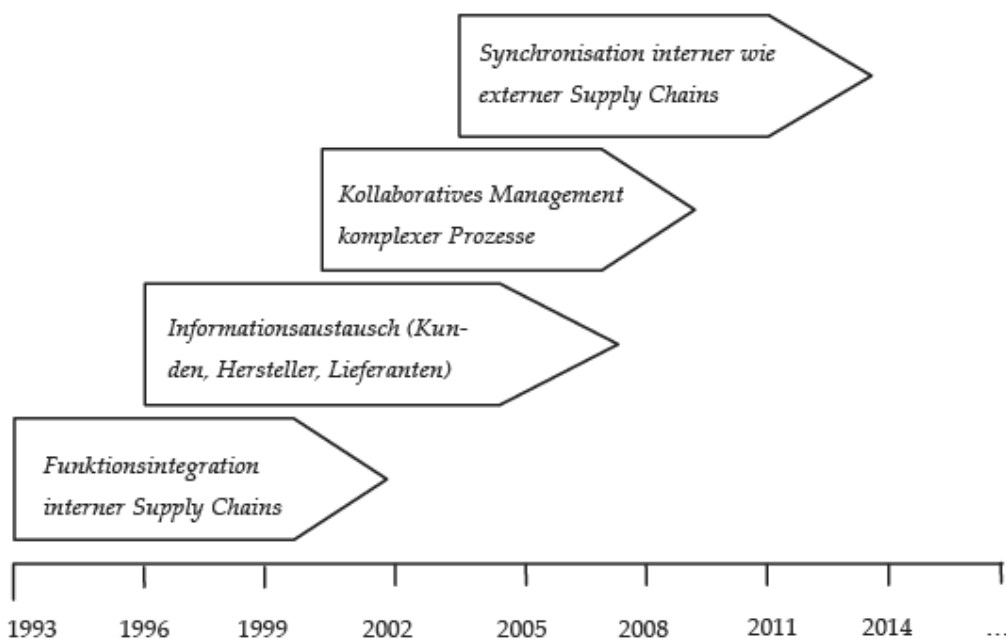 Synchronisation interner wie
externer Supply Chains
Kollaboratives Management
komplexer Prozesse
Informationsaustausch (Kun-
den, Hersteller, Lieferanten)
Funktionsintegration
interner Supply Chains
1993 1996 1999 2002 2005 2008 2011 2014 ...